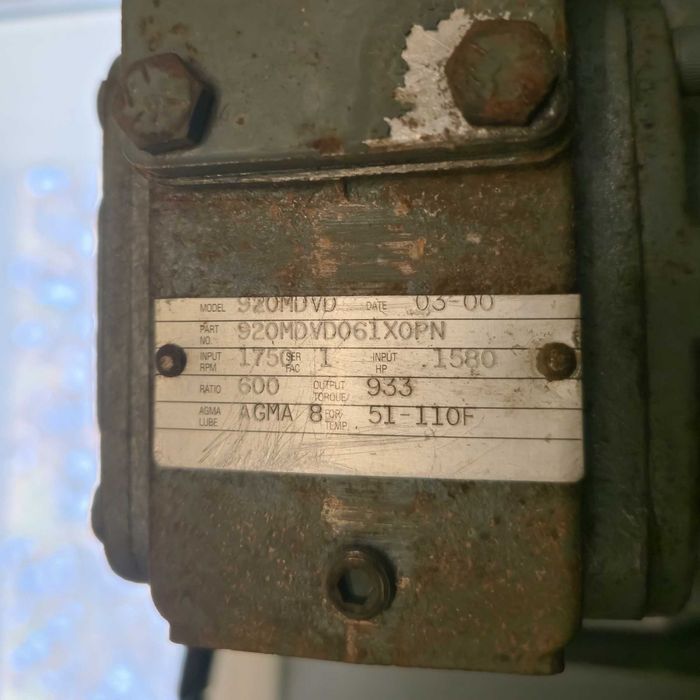 MODEL 920MDVD DATE 03-00
PART NO. 920MDVD061X0PN
INPUT RPM 1750 SER FAC 1 INPUT HP .1580
RATIO 600 OUTPUT TORQUE/ 933
AGMA LUBE AGMA 8 FOR/ TEMP. 51-110F